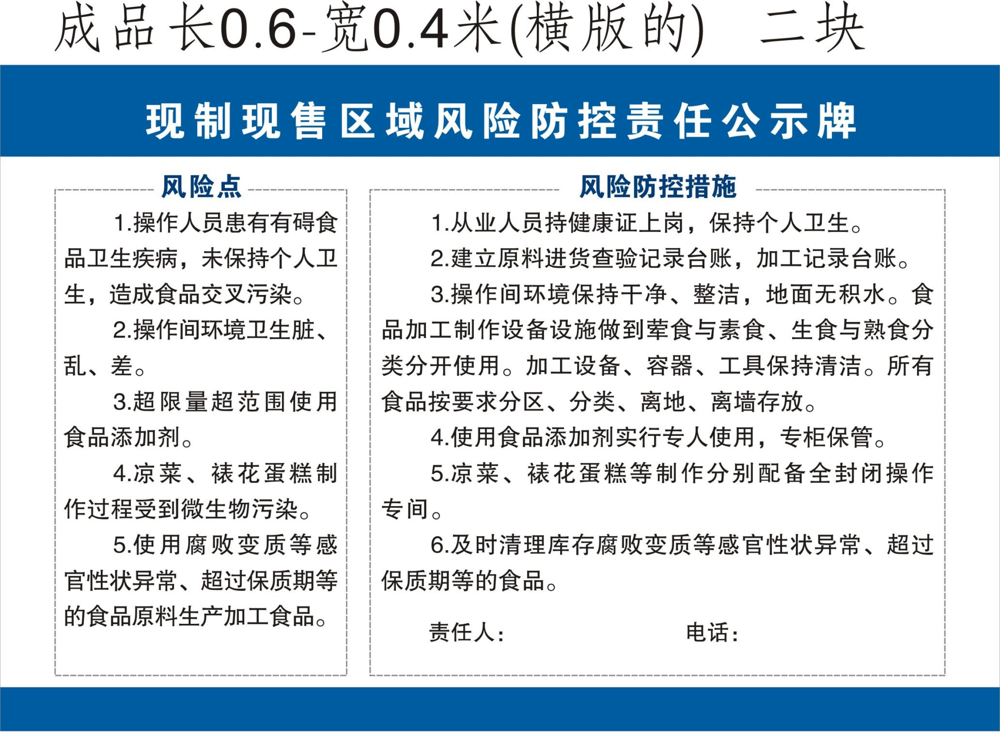 成品长0.6-宽0.4米(横版的) 二块
现制现售区域风险防控责任公示牌
风险点
1.操作人员患有有碍食
品卫生疾病，未保持个人卫
生，造成食品交叉污染。
2.操作间环境卫生脏、
乱、差。
3.超限量超范围使用
食品添加剂。
4.凉菜、裱花蛋糕制
作过程受到微生物污染。
5.使用腐败变质等感
官性状异常、超过保质期等
的食品原料生产加工食品。
风险防控措施
1.从业人员持健康证上岗，保持个人卫生。
2.建立原料进货查验记录台账，加工记录台账。
3.操作间环境保持干净、整洁，地面无积水。食
品加工制作设备设施做到荤食与素食、生食与熟食分
类分开使用。加工设备、容器、工具保持清洁。所有
食品按要求分区、分类、离地、离墙存放。
4.使用食品添加剂实行专人使用，专柜保管。
5.凉菜、裱花蛋糕等制作分别配备全封闭操作
专间。
6.及时清理库存腐败变质等感官性状异常、超过
保质期等的食品。
责任人： 电话：